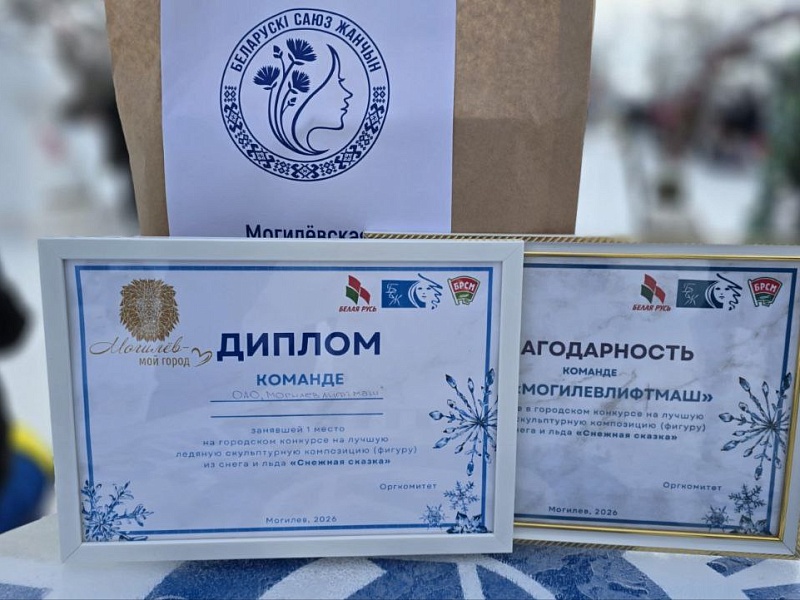 БЕЛАРУСКІ САЮЗ ЖАНЧЫН
Могилёвская
Могилёв-
мой город
БЕЛАЯ РУСЬ
БРСМ
ДИПЛОМ
КОМАНДЕ
ОАО "Могилевлифтмаш"
занявшей 1 место
на городском конкурсе на лучшую
ледяную скульптурную композицию (фигуру)
из снега и льда «Снежная сказка»
Оргкомитет
Могилев, 2026
БЕЛАЯ РУСЬ
БРСМ
АГОДАРНОСТЬ
КОМАНДЕ
«МОГИЛЕВЛИФТМАШ»
в городском конкурсе на лучшую
скульптурную композицию (фигуру)
снега и льда «Снежная сказка»
Оргкомитет
Могилев, 2026